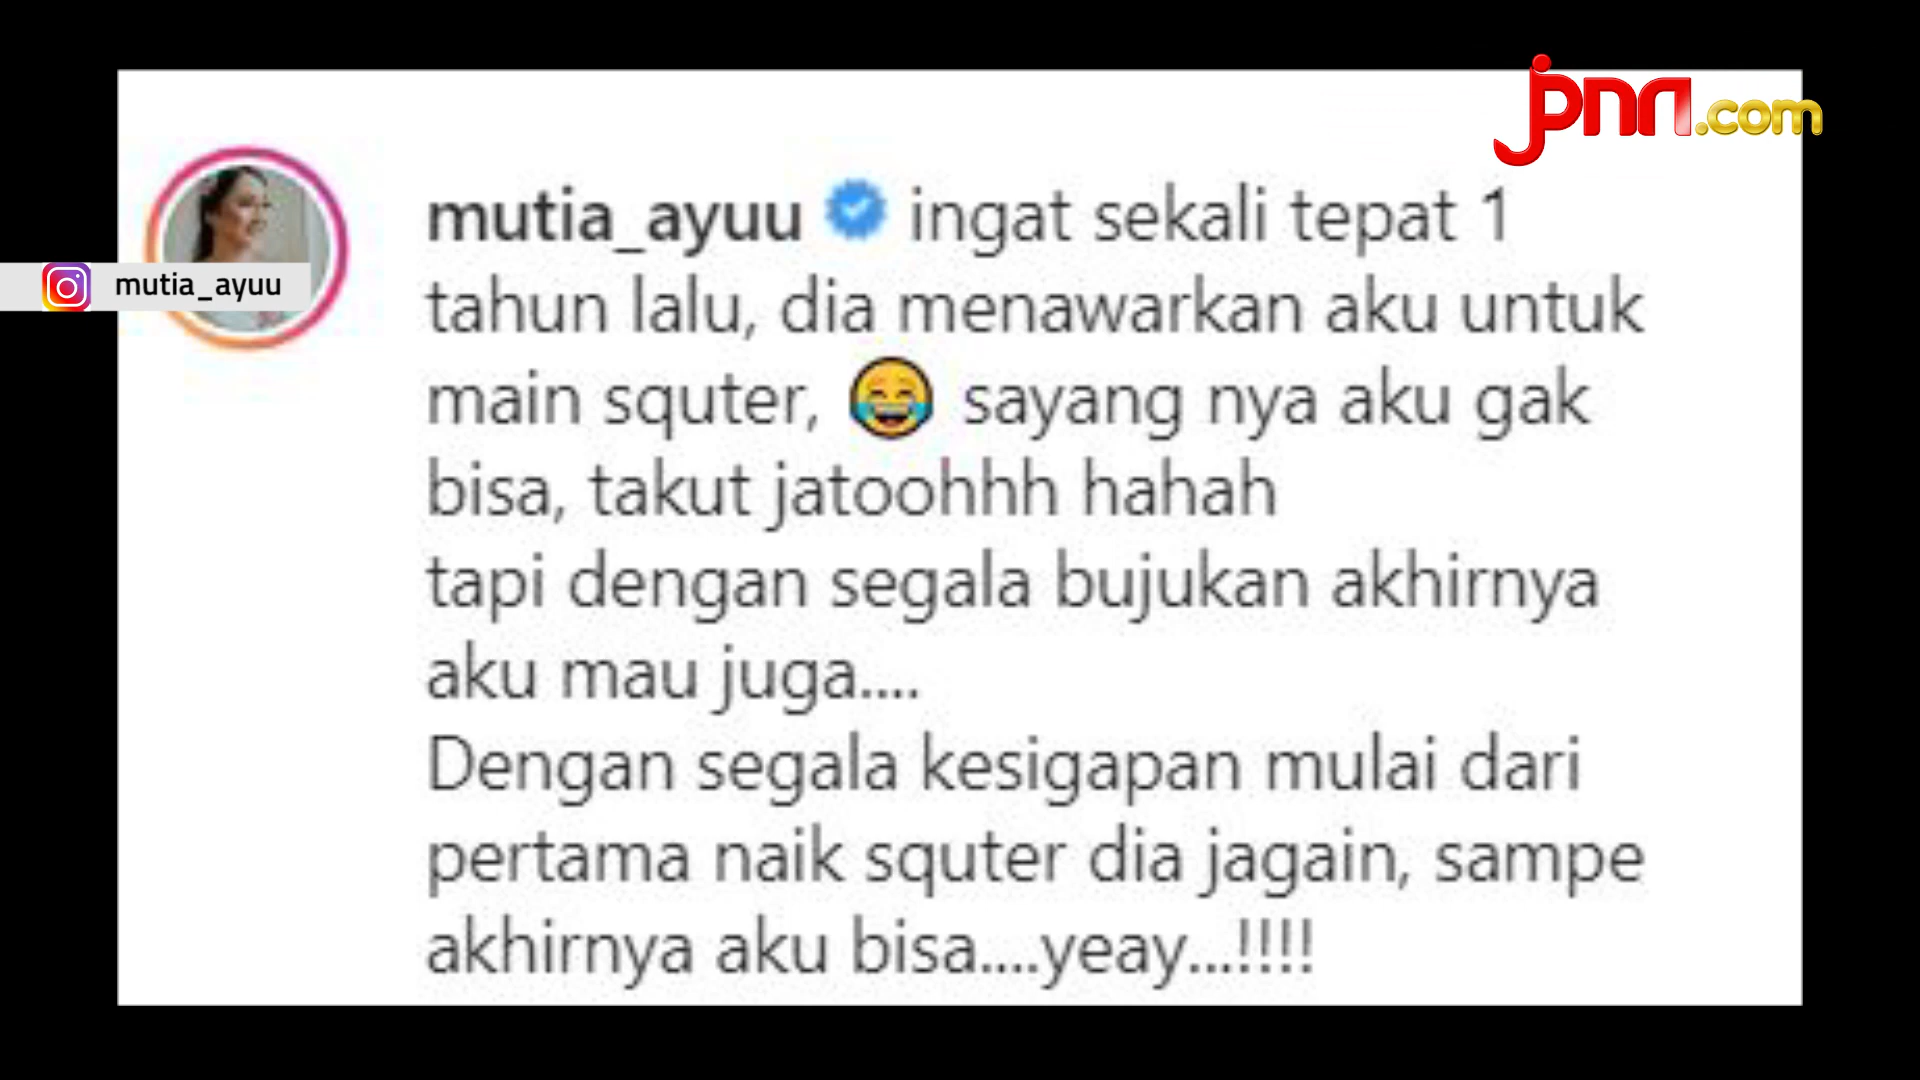 jpnn.com
mutia_ayuu ingat sekali tepat 1
tahun lalu, dia menawarkan aku untuk
main squter, 😂 sayang nya aku gak
bisa, takut jatoohhh hahah
tapi dengan segala bujukan akhirnya
aku mau juga....
Dengan segala kesigapan mulai dari
pertama naik squter dia jagain, sampe
akhirnya aku bisa....yeay...!!!!
mutia_ayuu